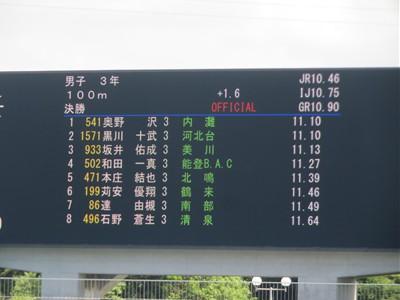 男子 3年 JR10.46
100m +1.6 IJ10.75
決勝 OFFICIAL GR10.90
1 541 奥野 沢 3 内灘 11.10
2 1571 黒川 十武 3 河北台 11.10
3 933 坂井 佑成 3 美川 11.13
4 502 和田 一真 3 能登B.A.C 11.27
5 471 本庄 結也 3 北鳴 11.39
6 199 苅安 優翔 3 鶴来 11.46
7 86 達 由槻 3 南部 11.49
8 496 石野 蒼生 3 清泉 11.64